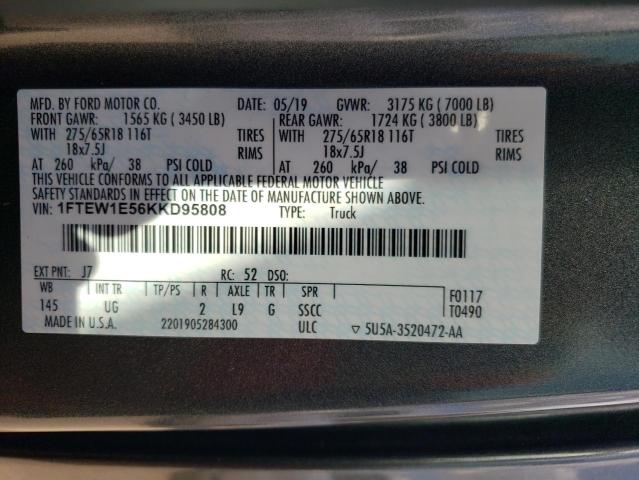 MFD. BY FORD MOTOR CO. DATE: 05/19 GVWR: 3175 KG ( 7000 LB)
FRONT GAWR: 1565 KG ( 3450 LB) REAR GAWR: 1724 KG ( 3800 LB)
WITH 275/65R18 116T TIRES WITH 275/65R18 116T TIRES
18x7.5J RIMS 18x7.5J RIMS
AT 260 kPa/ 38 PSI COLD AT 260 kPa/ 38 PSI COLD
THIS VEHICLE CONFORMS TO ALL APPLICABLE FEDERAL MOTOR VEHICLE
SAFETY STANDARDS IN EFFECT ON THE DATE OF MANUFACTURE SHOWN ABOVE.
VIN: 1FTEW1E56KKD95808 TYPE: Truck
EXT PNT: J7 RC: 52 DSO:
WB INT TR TP/PS R AXLE TR SPR F0117
145 UG 2 L9 G SSCC T0490
MADE IN U.S.A. 2201905284300 ULC ▽ 5U5A-3520472-AA